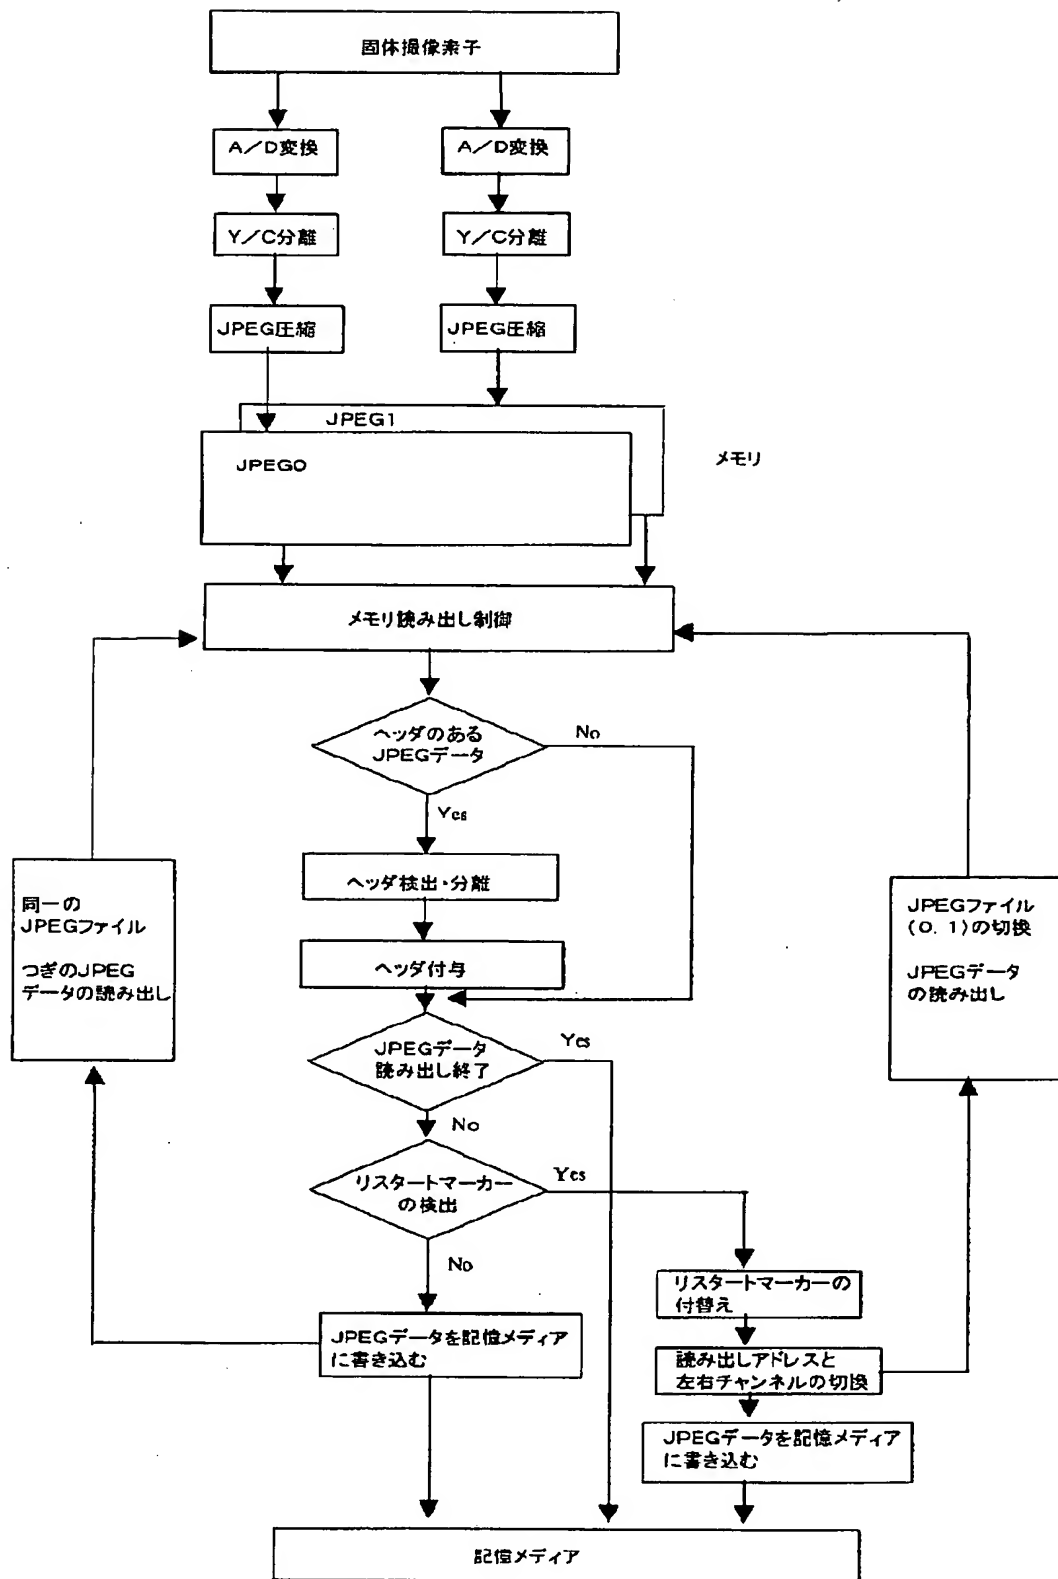 固体撮像素子
A／D変換
A／D変換
Y／C分離
Y／C分離
JPEG圧縮
JPEG圧縮
JPEG1
JPEG0
メモリ
メモリ読み出し制御
ヘッダのある
JPEGデータ
No
Yes
ヘッダ検出・分離
同一の
JPEGファイル
つぎのJPEG
データの読み出し
JPEGファイル
(0. 1)の切換
JPEGデータ
の読み出し
ヘッダ付与
JPEGデータ
読み出し終了
Yes
No
リスタートマーカー
の検出
Yes
No
リスタートマーカーの
付替え
JPEGデータを記憶メディア
に書き込む
読み出しアドレスと
左右チャンネルの切換
JPEGデータを記憶メディア
に書き込む
記憶メディア